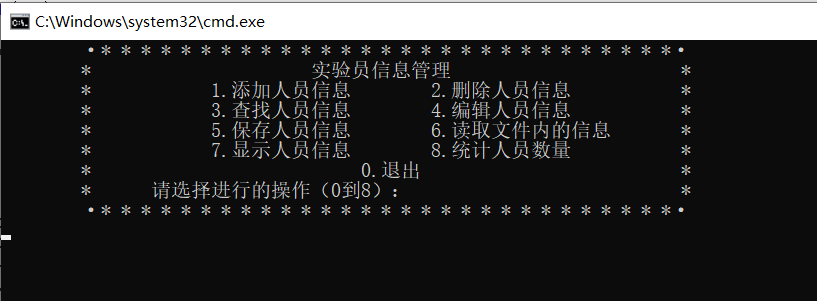 C:\Windows\system32\cmd.exe
·* * * * * * * * * * * * * * * * * * * * * * * * * * * * *·
* 实验员信息管理 *
* 1.添加人员信息 2.删除人员信息 *
* 3.查找人员信息 4.编辑人员信息 *
* 5.保存人员信息 6.读取文件内的信息 *
* 7.显示人员信息 8.统计人员数量 *
* 0.退出 *
* 请选择进行的操作（0到8）： *
·* * * * * * * * * * * * * * * * * * * * * * * * * * * * *·